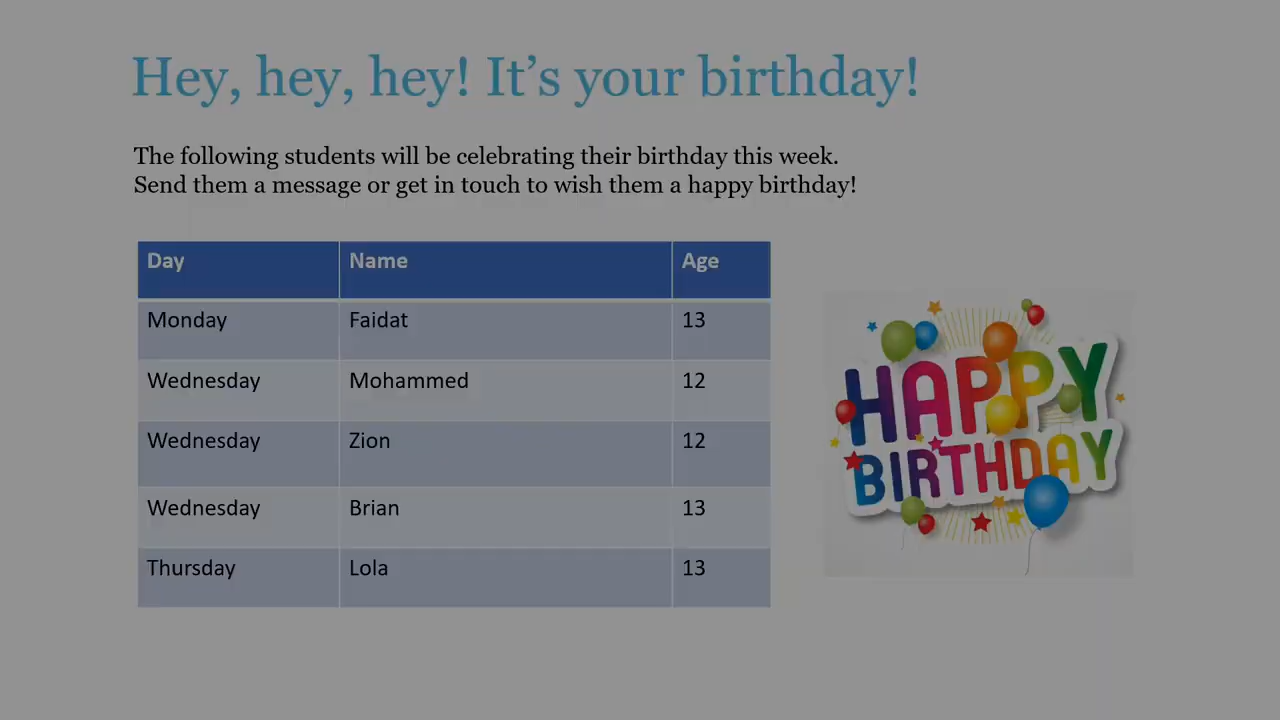 Hey, hey, hey! It’s your birthday!
The following students will be celebrating their birthday this week.
Send them a message or get in touch to wish them a happy birthday!
Day Name Age
Monday Faidat 13
Wednesday Mohammed 12
Wednesday Zion 12
Wednesday Brian 13
Thursday Lola 13
HAPPY
BIRTHDAY